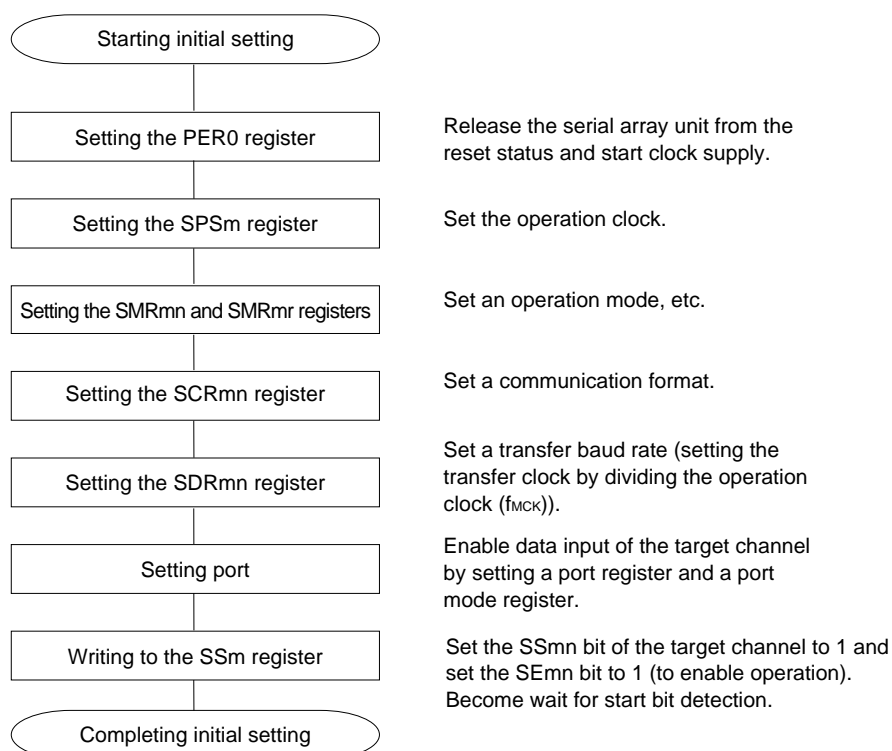 Starting initial setting
Setting the PER0 register
Release the serial array unit from the
reset status and start clock supply.
Setting the SPSm register
Set the operation clock.
Setting the SMRmn and SMRmr registers
Set an operation mode, etc.
Setting the SCRmn register
Set a communication format.
Setting the SDRmn register
Set a transfer baud rate (setting the
transfer clock by dividing the operation
clock (fMCK)).
Setting port
Enable data input of the target channel
by setting a port register and a port
mode register.
Writing to the SSm register
Set the SSmn bit of the target channel to 1 and
set the SEmn bit to 1 (to enable operation).
Become wait for start bit detection.
Completing initial setting